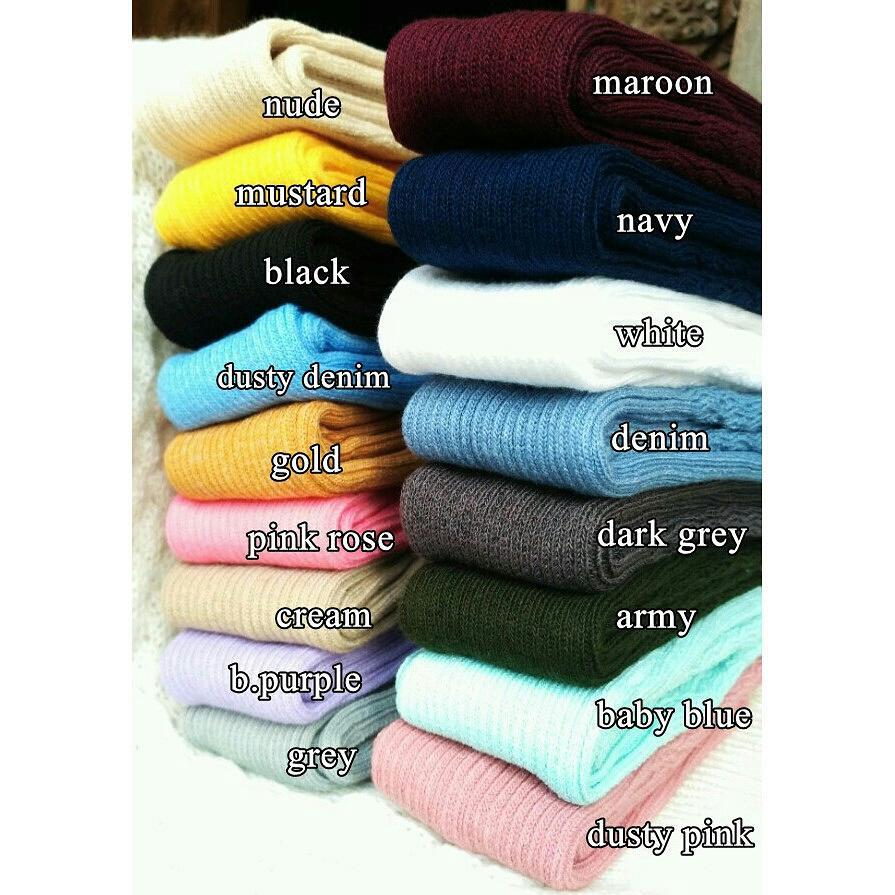 nude
mustard
black
dusty denim
gold
pink rose
cream
b.purple
grey
maroon
navy
white
denim
dark grey
army
baby blue
dusty pink